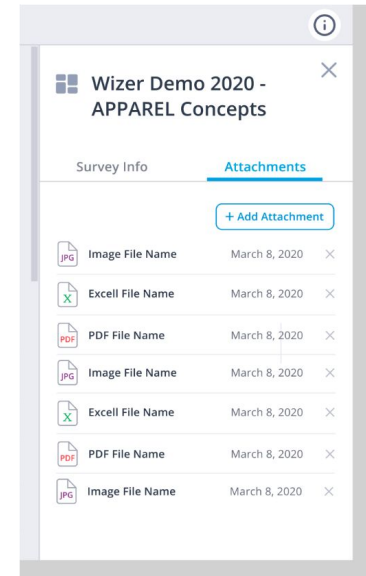 Wizer Demo 2020 -
APPAREL Concepts
Survey Info Attachments
+ Add Attachment
JPG Image File Name March 8, 2020
X Excell File Name March 8, 2020
PDF PDF File Name March 8, 2020
JPG Image File Name March 8, 2020
X Excell File Name March 8, 2020
PDF PDF File Name March 8, 2020
JPG Image File Name March 8, 2020